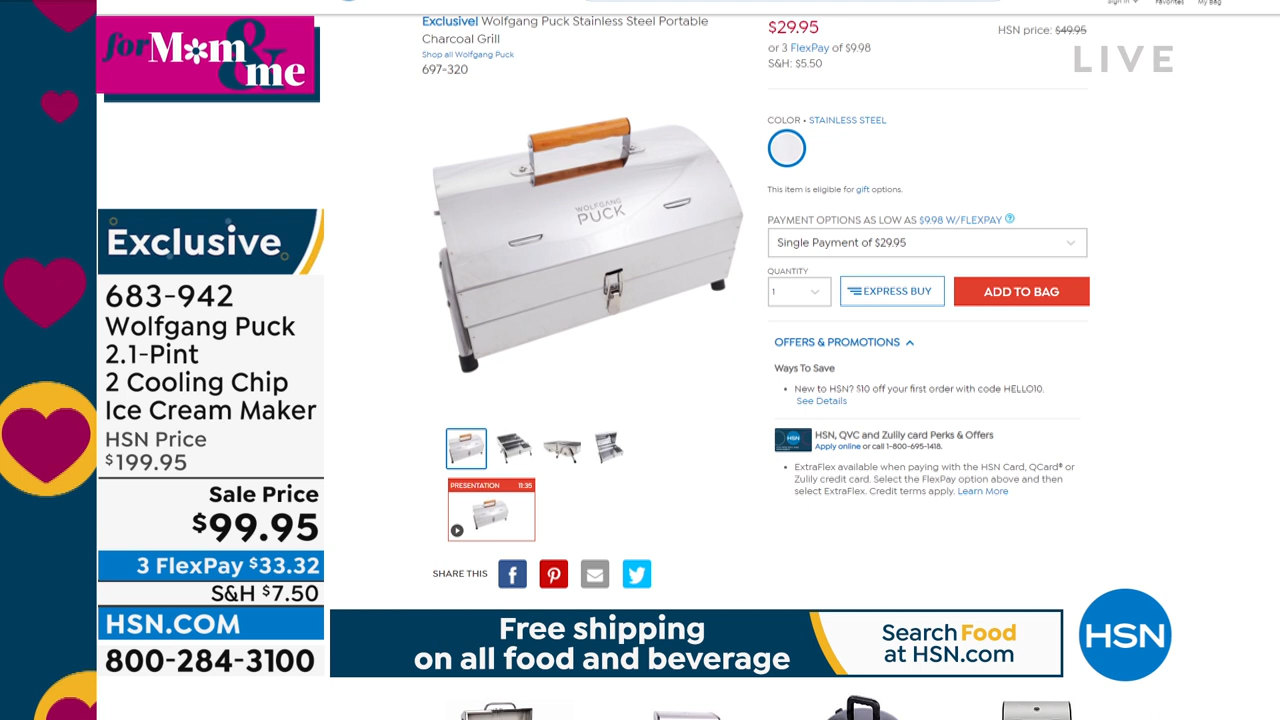 for Mom
& me
Exclusive
683-942
Wolfgang Puck
2.1-Pint
2 Cooling Chip
Ice Cream Maker
HSN Price
$199.95
Sale Price
$99.95
3 FlexPay $33.32
S&H $7.50
HSN.COM
800-284-3100
Sign in
Favorites
My Bag
Exclusive! Wolfgang Puck Stainless Steel Portable
Charcoal Grill
Shop all Wolfgang Puck
697-320
WOLFGANG
PUCK
PRESENTATION 11:35
SHARE THIS
$29.95
HSN price: $49.95
or 3 FlexPay of $9.98
S&H: $5.50
LIVE
COLOR • STAINLESS STEEL
This item is eligible for gift options.
PAYMENT OPTIONS AS LOW AS $9.98 W/FLEXPAY ?
Single Payment of $29.95
QUANTITY
1
EXPRESS BUY
ADD TO BAG
OFFERS & PROMOTIONS
Ways To Save
• New to HSN? $10 off your first order with code HELLO10.
See Details
HSN
HSN, QVC and Zulily card Perks & Offers
Apply online or call 1-800-695-1418.
• ExtraFlex available when paying with the HSN Card, QCard® or
Zulily credit card. Select the FlexPay option above and then
select ExtraFlex. Credit terms apply. Learn More
Free shipping
on all food and beverage
Search Food
at HSN.com
HSN